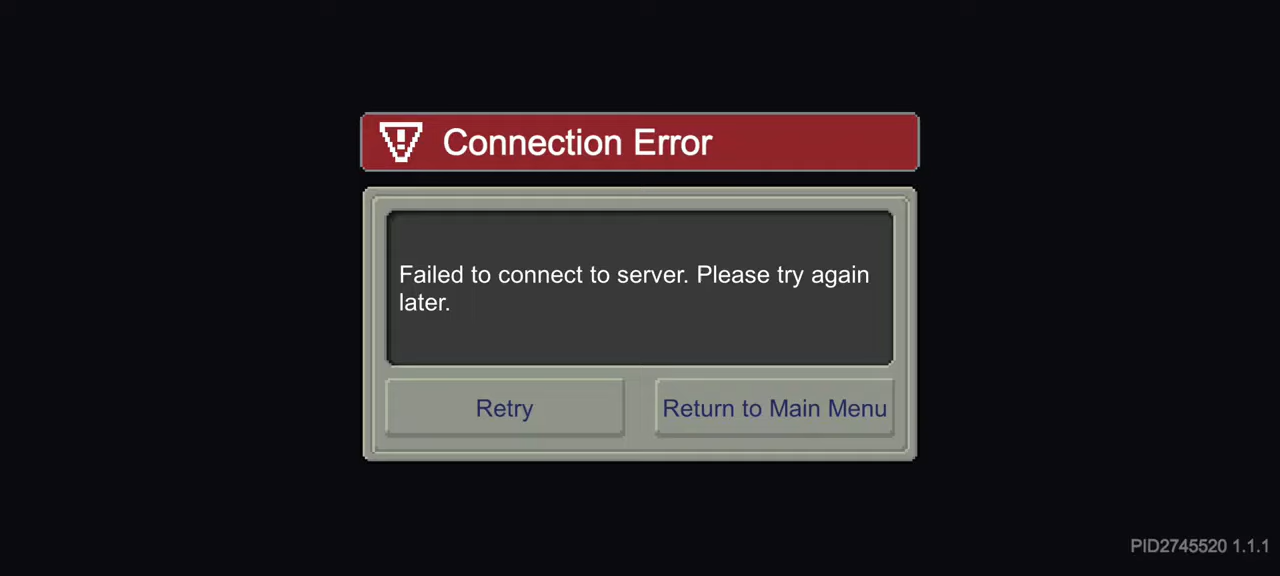 Connection Error
Failed to connect to server. Please try again
later.
Retry
Return to Main Menu
PID2745520 1.1.1